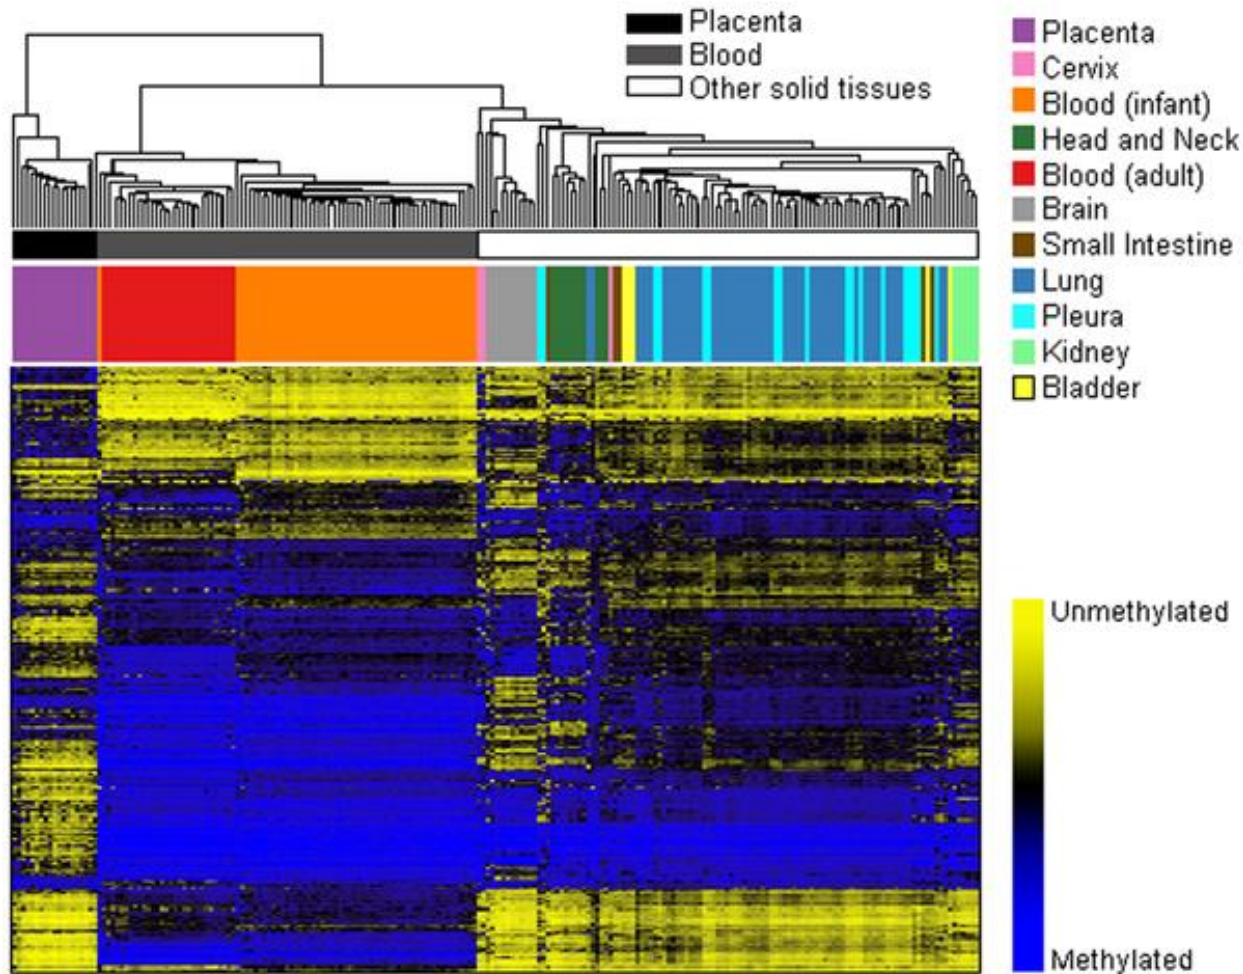 Placenta
Blood
Other solid tissues
Placenta
Cervix
Blood (infant)
Head and Neck
Blood (adult)
Brain
Small Intestine
Lung
Pleura
Kidney
Bladder
Unmethylated
Methylated